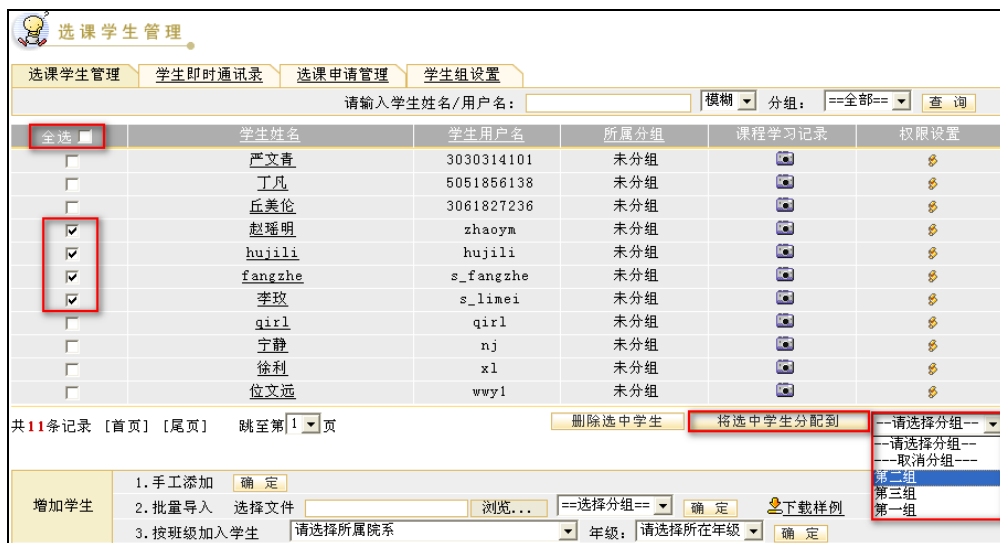 选课学生管理
选课学生管理 学生即时通讯录 选课申请管理 学生组设置
请输入学生姓名/用户名: 模糊 分组: ==全部== 查 询
全选 学生姓名 学生用户名 所属分组 课程学习记录 权限设置
严文青 3030314101 未分组
丁凡 5051856138 未分组
丘美伦 3061827236 未分组
赵瑶明 zhaoym 未分组
hujili hujili 未分组
fangzhe s_fangzhe 未分组
李玫 s_limei 未分组
qirl qirl 未分组
宁静 nj 未分组
徐利 xl 未分组
位文远 wwy1 未分组
共11条记录 [首页] [尾页] 跳至第 1 页 删除选中学生 将选中学生分配到 --请选择分组--
--请选择分组--
---取消分组---
第二组
第三组
第一组
增加学生
1.手工添加 确 定
2.批量导入 选择文件 浏览... ==选择分组== 确 定 下载样例
3.按班级加入学生 请选择所属院系 年级: 请选择所在年级 确 定